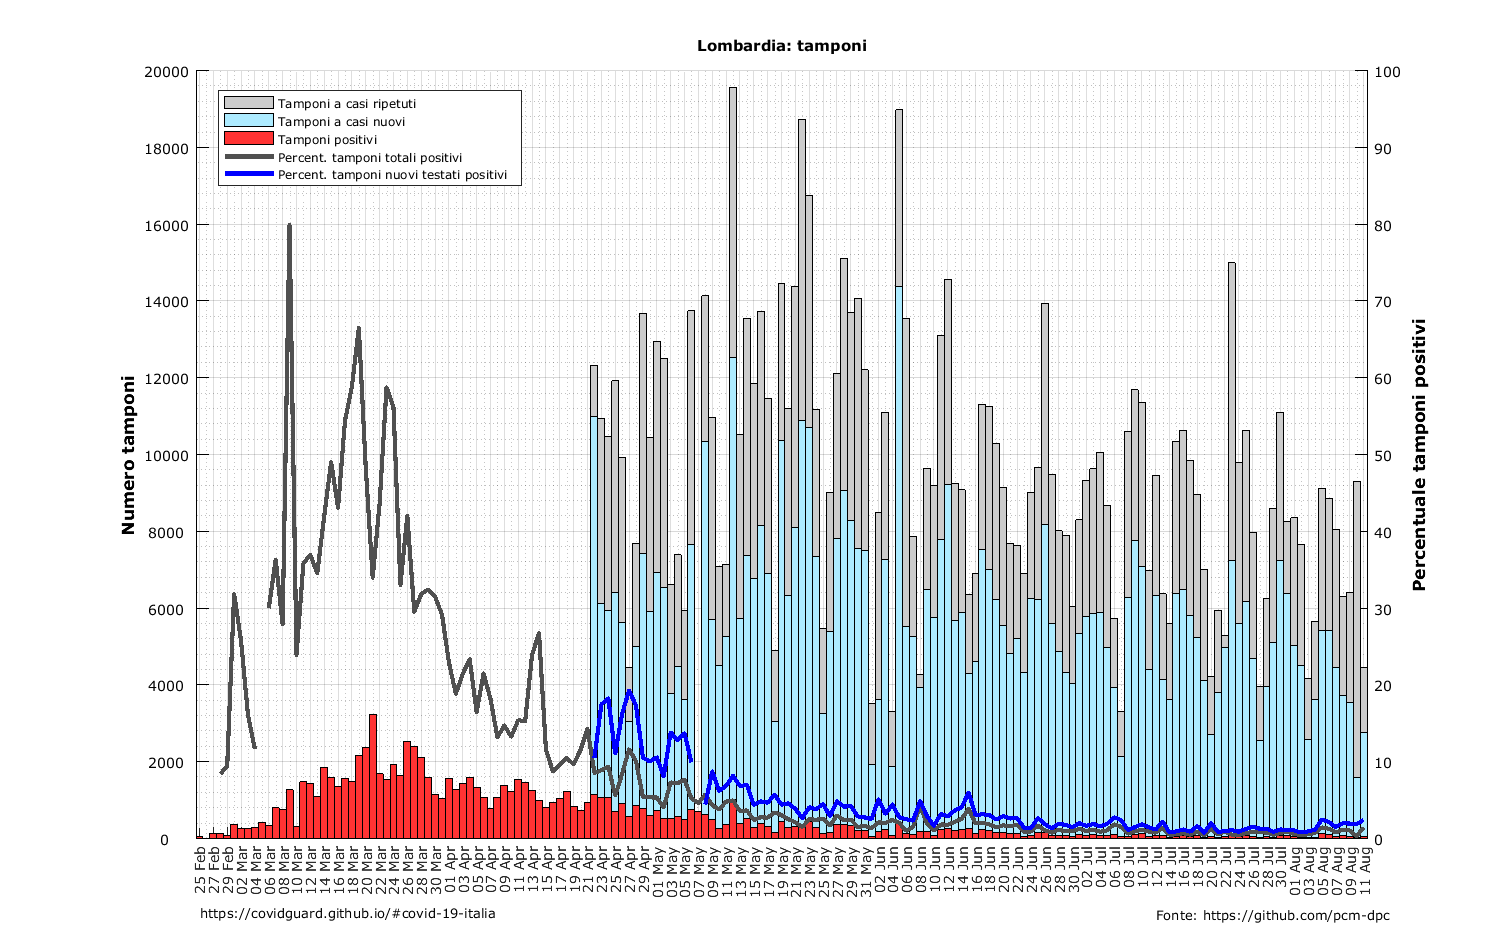 Lombardia: tamponi
20000
18000
16000
14000
12000
10000
8000
6000
4000
2000
0
100
90
80
70
60
50
40
30
20
10
0
Numero tamponi
Percentuale tamponi positivi
Tamponi a casi ripetuti
Tamponi a casi nuovi
Tamponi positivi
Percent. tamponi totali positivi
Percent. tamponi nuovi testati positivi
25 Feb
27 Feb
29 Feb
02 Mar
04 Mar
06 Mar
08 Mar
10 Mar
12 Mar
14 Mar
16 Mar
18 Mar
20 Mar
22 Mar
24 Mar
26 Mar
28 Mar
30 Mar
01 Apr
03 Apr
05 Apr
07 Apr
09 Apr
11 Apr
13 Apr
15 Apr
17 Apr
19 Apr
21 Apr
23 Apr
25 Apr
27 Apr
29 Apr
01 May
03 May
05 May
07 May
09 May
11 May
13 May
15 May
17 May
19 May
21 May
23 May
25 May
27 May
29 May
31 May
02 Jun
04 Jun
06 Jun
08 Jun
10 Jun
12 Jun
14 Jun
16 Jun
18 Jun
20 Jun
22 Jun
24 Jun
26 Jun
28 Jun
30 Jun
02 Jul
04 Jul
06 Jul
08 Jul
10 Jul
12 Jul
14 Jul
16 Jul
18 Jul
20 Jul
22 Jul
24 Jul
26 Jul
28 Jul
30 Jul
01 Aug
03 Aug
05 Aug
07 Aug
09 Aug
11 Aug
https://covidguard.github.io/#covid-19-italia
Fonte: https://github.com/pcm-dpc